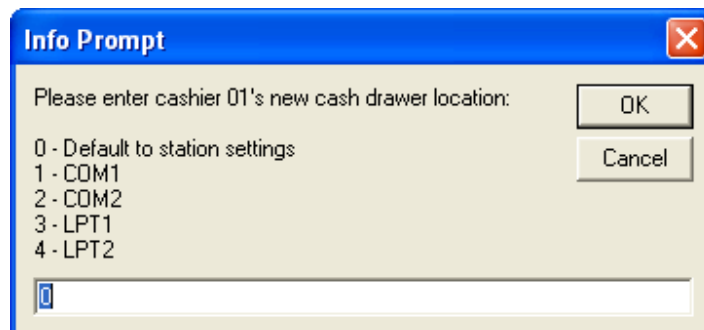 Info Prompt
Please enter cashier 01's new cash drawer location:
OK
0 - Default to station settings
Cancel
1 - COM1
2 - COM2
3 - LPT1
4 - LPT2
0